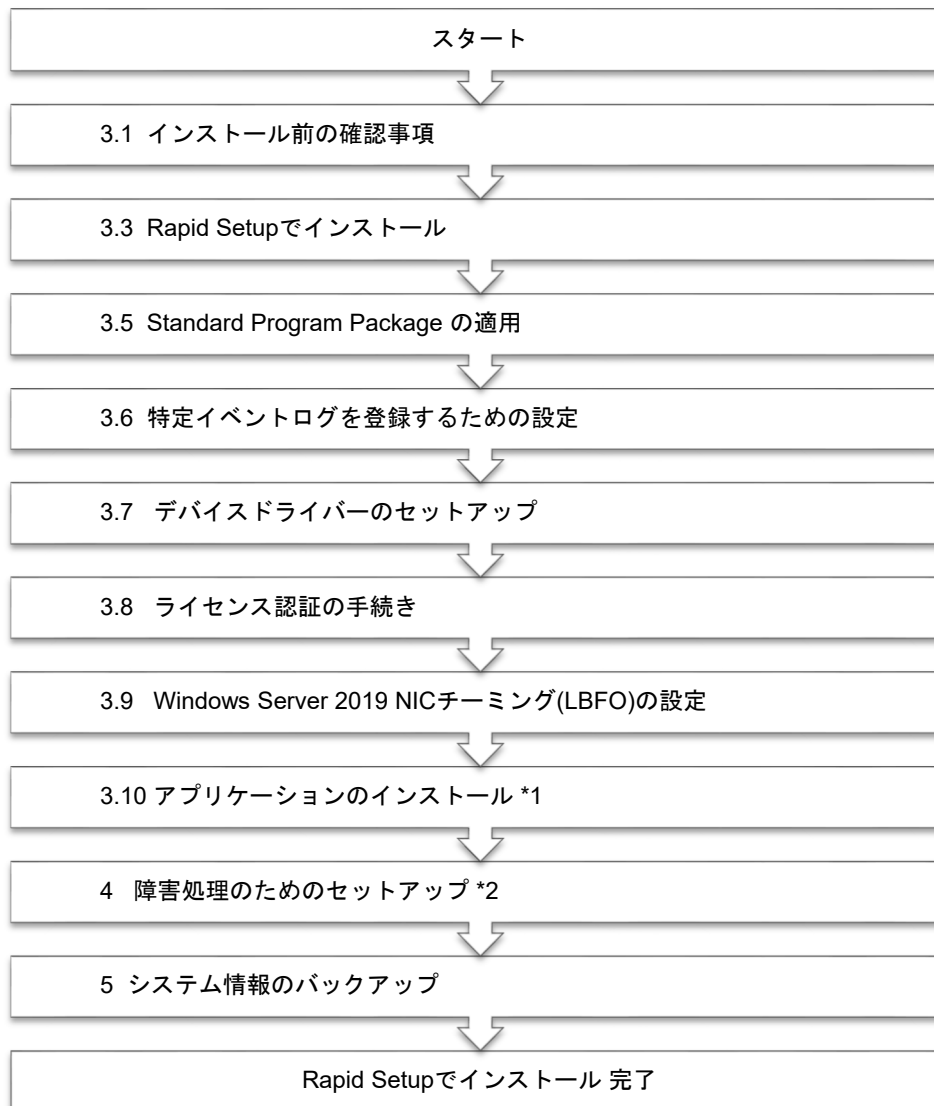 スタート
3.1 インストール前の確認事項
3.3 Rapid Setupでインストール
3.5 Standard Program Package の適用
3.6 特定イベントログを登録するための設定
3.7 デバイスドライバーのセットアップ
3.8 ライセンス認証の手続き
3.9 Windows Server 2019 NICチーミング(LBFO)の設定
3.10 アプリケーションのインストール *1
4 障害処理のためのセットアップ *2
5 システム情報のバックアップ
Rapid Setupでインストール 完了